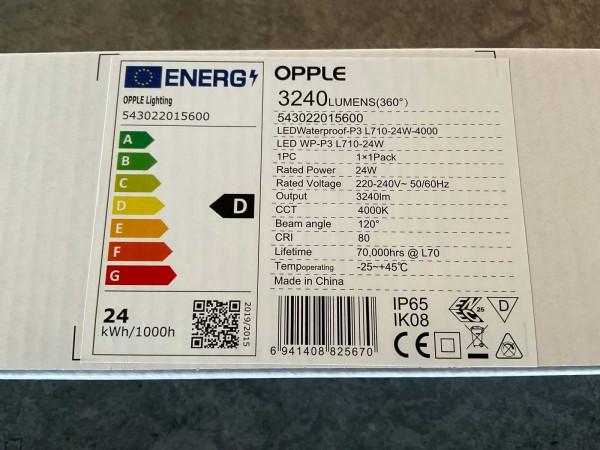 ENERG
OPPLE Lighting
543022015600
A
B
C
D
E
F
G
D
24
kWh/1000h
2019/2015
OPPLE
3240LUMENS(360°)
543022015600
LEDWaterproof-P3 L710-24W-4000
LED WP-P3 L710-24W
1PC 1×1Pack
Rated Power 24W
Rated Voltage 220-240V~ 50/60Hz
Output 3240lm
CCT 4000K
Beam angle 120°
CRI 80
Lifetime 70,000hrs @ L70
Tempoperating -25~+45℃
Made in China
6 941408 825670
IP65
IK08
25
D
CE